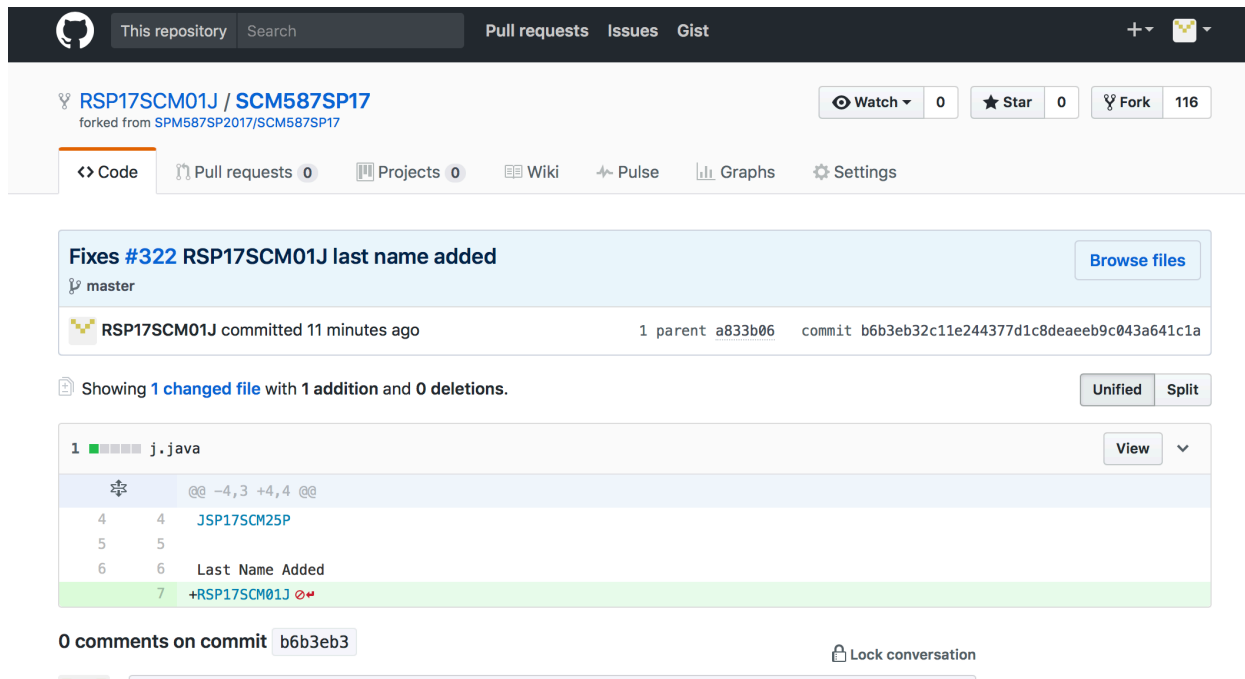 This repository Search Pull requests Issues Gist
RSP17SCM01J / SCM587SP17 Watch 0 Star 0 Fork 116
forked from SPM587SP2017/SCM587SP17
<> Code Pull requests 0 Projects 0 Wiki Pulse Graphs Settings
Fixes #322 RSP17SCM01J last name added Browse files
master
RSP17SCM01J committed 11 minutes ago 1 parent a833b06 commit b6b3eb32c11e244377d1c8deaeeb9c043a641c1a
Showing 1 changed file with 1 addition and 0 deletions. Unified Split
1 j.java View
@@ -4,3 +4,4 @@
4 4 JSP17SCM25P
5 5
6 6 Last Name Added
7 +RSP17SCM01J
0 comments on commit b6b3eb3 Lock conversation